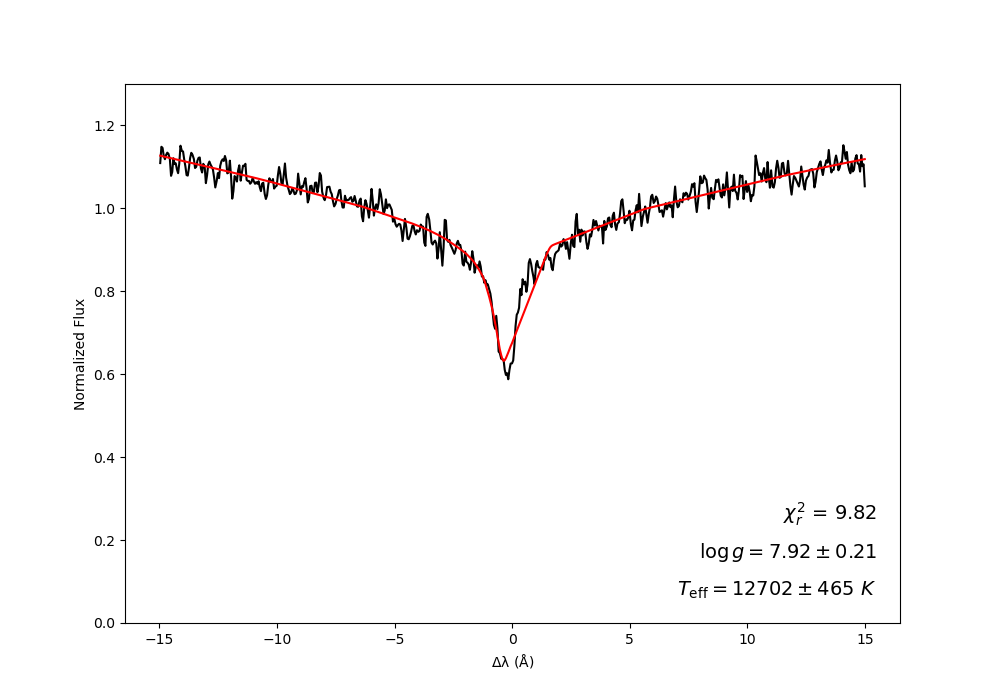 1.2
1.0
0.8
0.6
0.4
0.2
0.0
Normalized Flux
χ²ᵣ = 9.82
log g = 7.92 ± 0.21
T_eff = 12702 ± 465 K
−15 −10 −5 0 5 10 15
Δλ (Å)